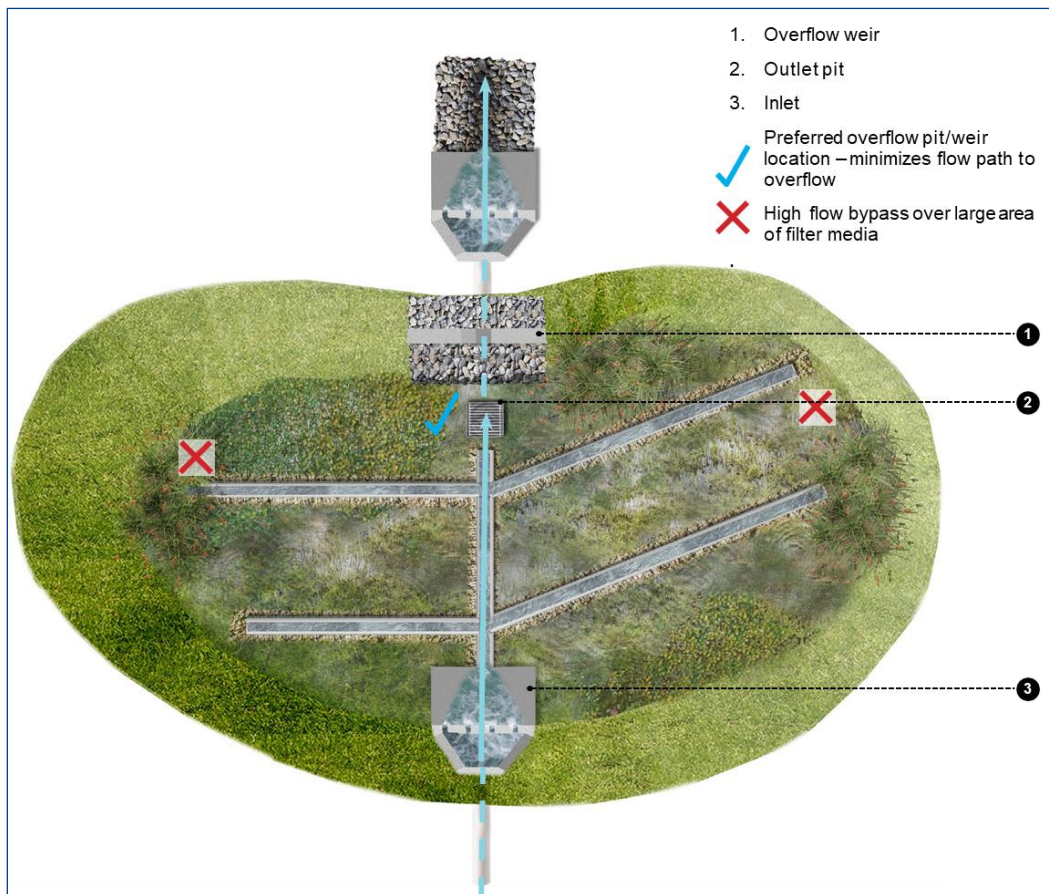 1. Overflow weir
2. Outlet pit
3. Inlet
Preferred overflow pit/weir
location – minimizes flow path to
overflow
High flow bypass over large area
of filter media
.
1
2
3